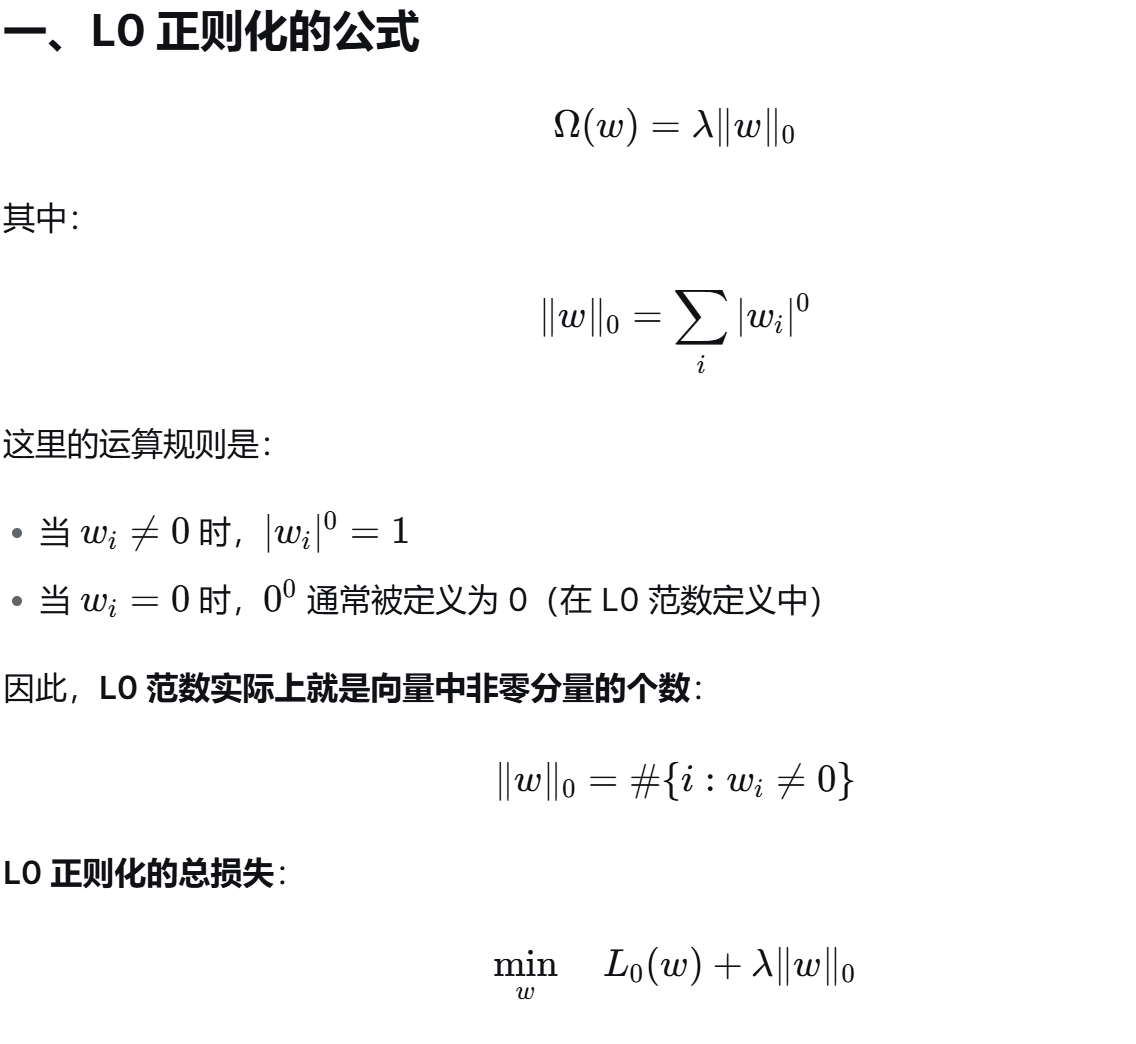 一、L0 正则化的公式
Ω(w) = λ‖w‖₀
其中：
‖w‖₀ = ∑ᵢ |wᵢ|⁰
这里的运算规则是：
• 当 wᵢ ≠ 0 时，|wᵢ|⁰ = 1
• 当 wᵢ = 0 时，0⁰ 通常被定义为 0（在 L0 范数定义中）
因此，L0 范数实际上就是向量中非零分量的个数：
‖w‖₀ = #{i : wᵢ ≠ 0}
L0 正则化的总损失：
min_w L₀(w) + λ‖w‖₀